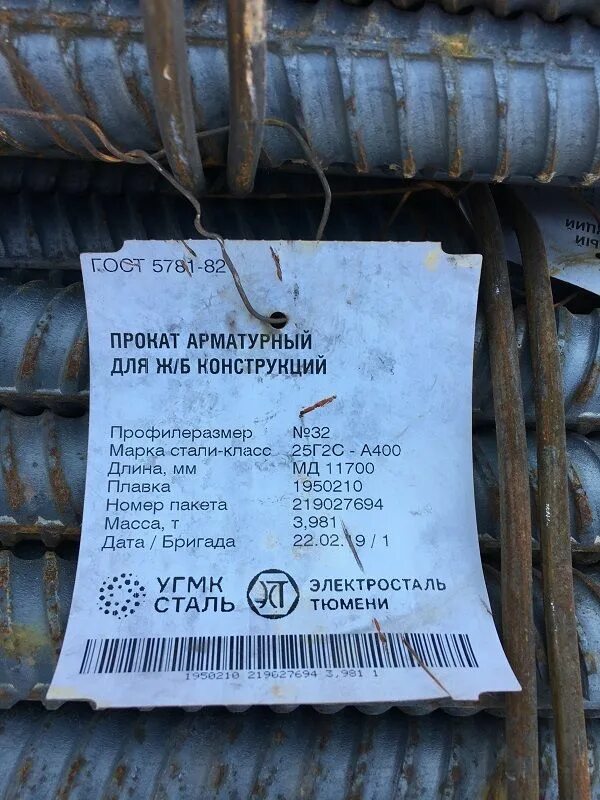 ГОСТ 5781-82
ПРОКАТ АРМАТУРНЫЙ
ДЛЯ Ж/Б КОНСТРУКЦИЙ
Профилеразмер №32
Марка стали-класс 25Г2С - А400
Длина, мм МД 11700
Плавка 1950210
Номер пакета 219027694
Масса, т 3,981
Дата / Бригада 22.02.19 / 1
УГМК
СТАЛЬ
ЭЛЕКТРОСТАЛЬ
ТЮМЕНИ
1950210 219027694 3,981 1